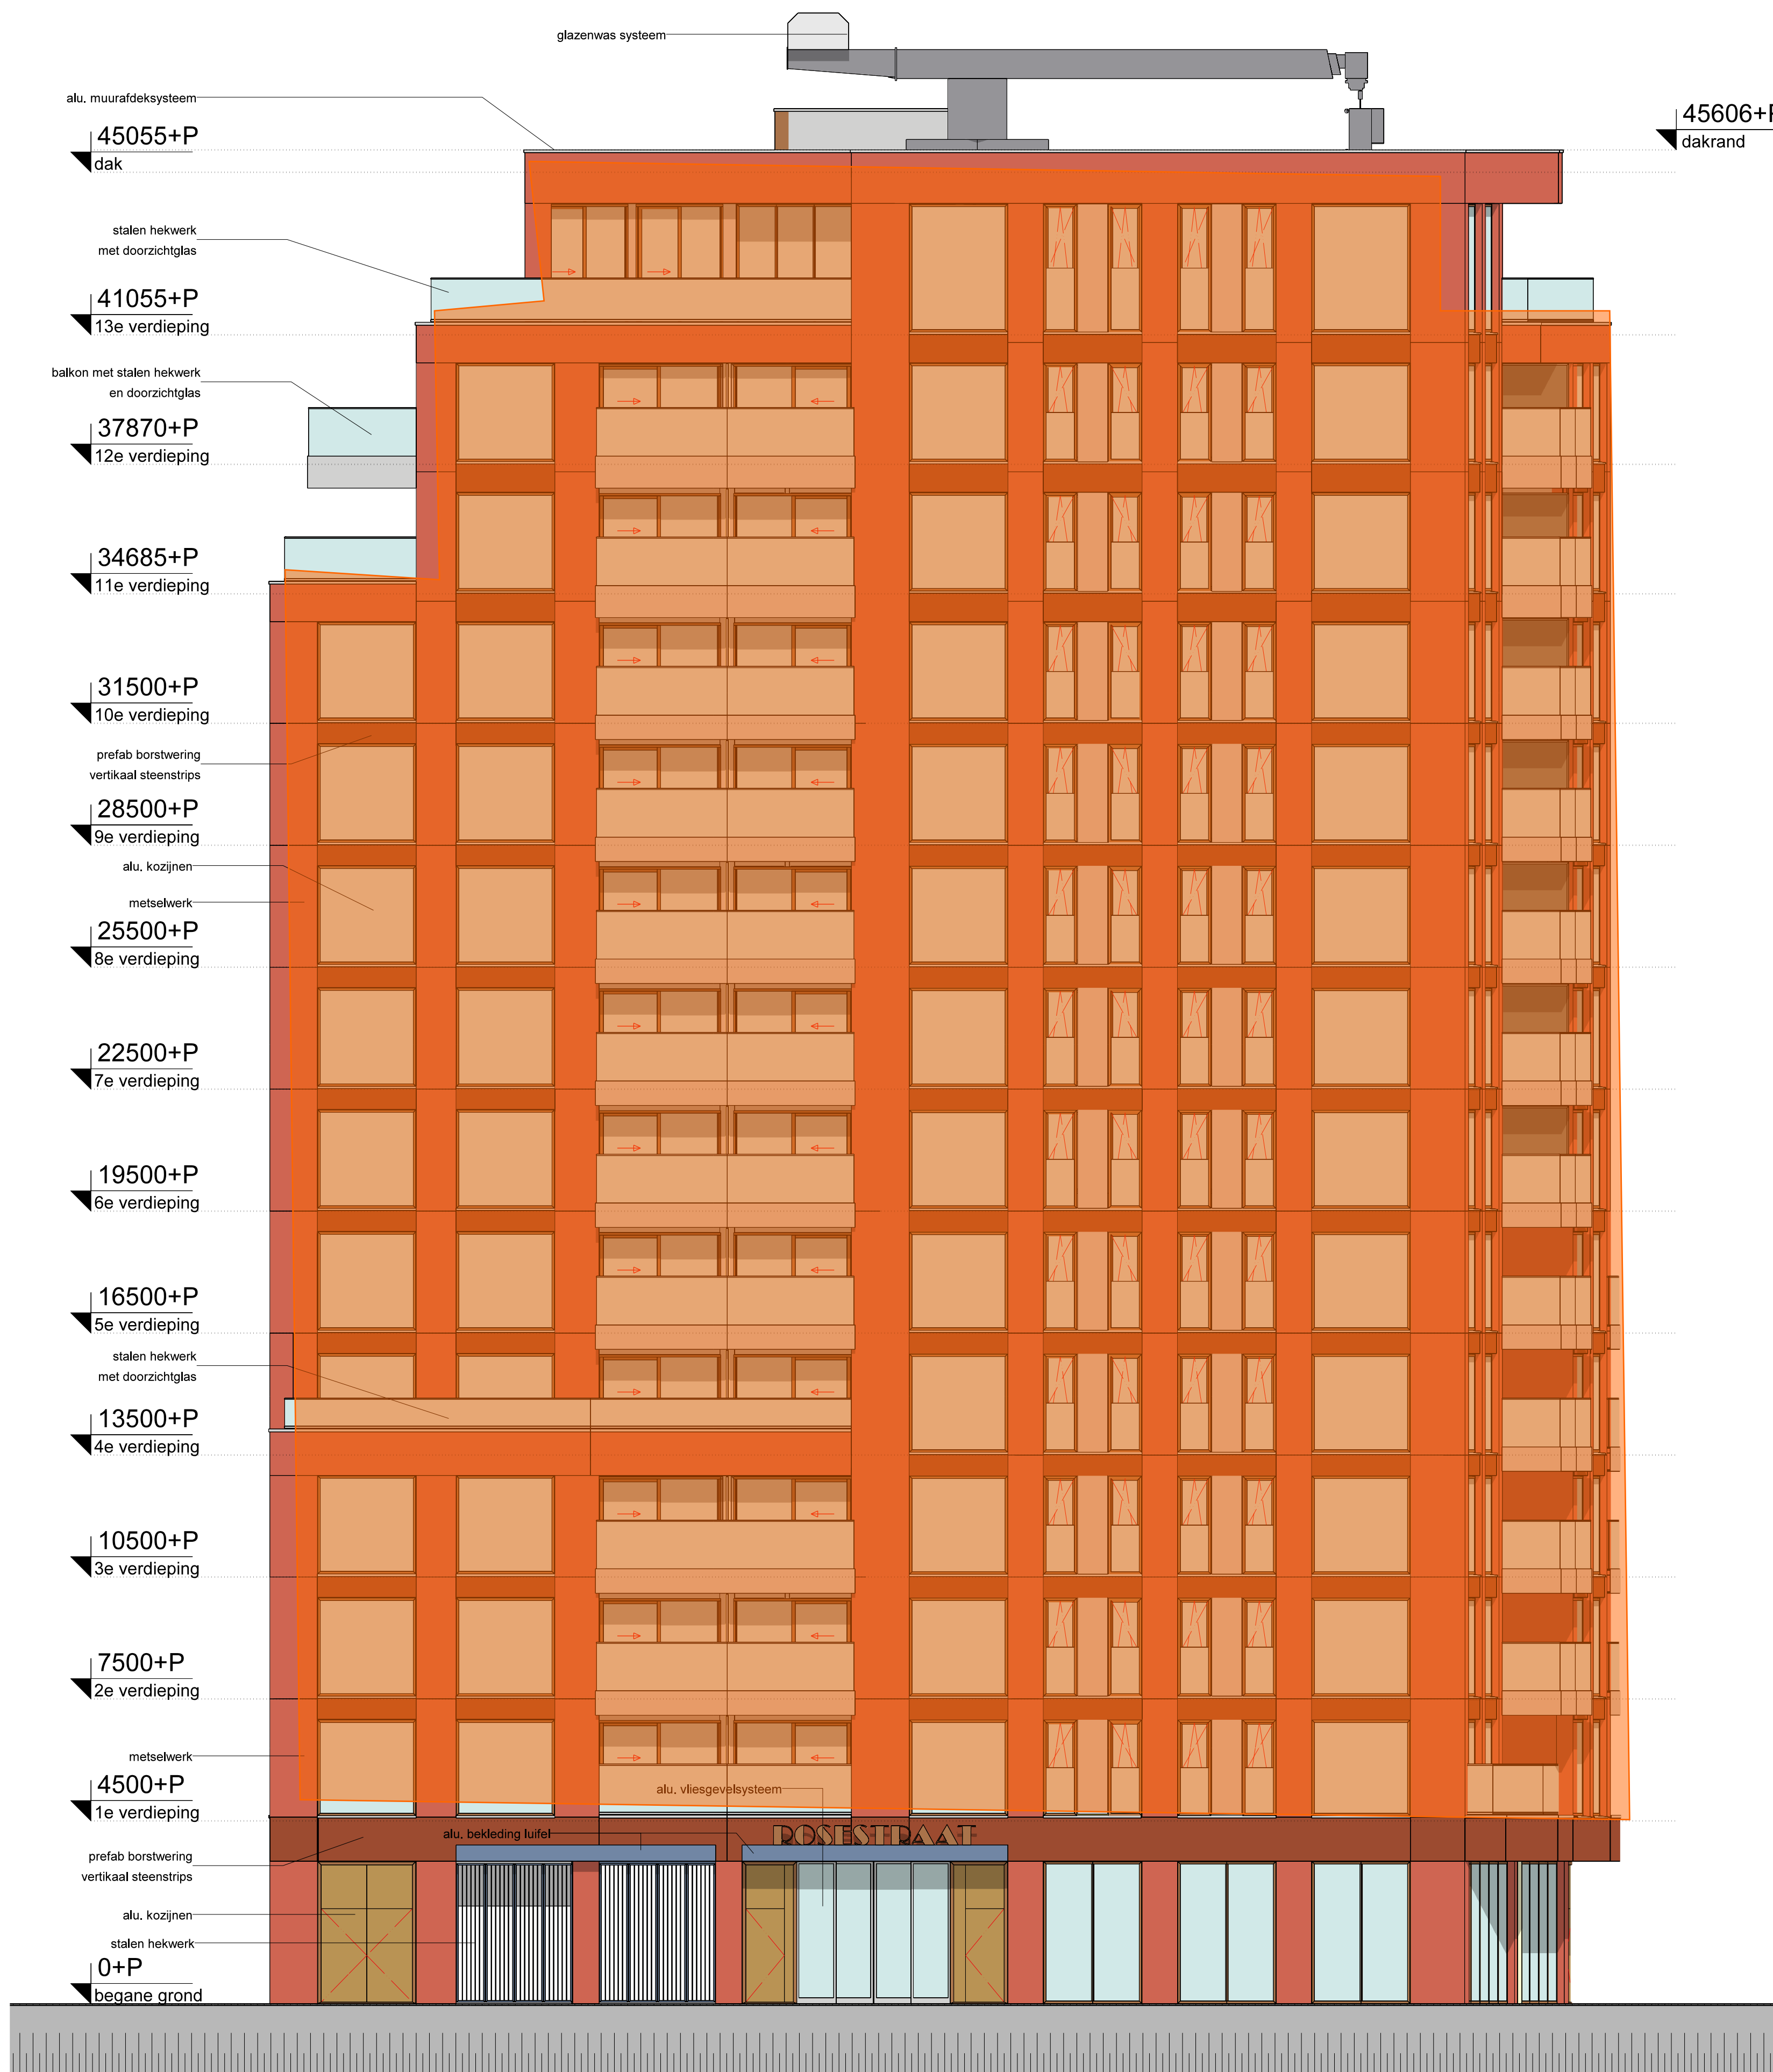 glazenwas systeem
alu. muurafdeksysteem
45055+P
dak
45606+P
dakrand
stalen hekwerk
met doorzichtglas
41055+P
13e verdieping
balkon met stalen hekwerk
en doorzichtglas
37870+P
12e verdieping
34685+P
11e verdieping
31500+P
10e verdieping
prefab borstwering
vertikaal steenstrips
28500+P
9e verdieping
alu. kozijnen
metselwerk
25500+P
8e verdieping
22500+P
7e verdieping
19500+P
6e verdieping
16500+P
5e verdieping
stalen hekwerk
met doorzichtglas
13500+P
4e verdieping
10500+P
3e verdieping
7500+P
2e verdieping
metselwerk
4500+P
1e verdieping
alu. vliesgevelsysteem
alu. bekleding luifel
ROSESTRAAT
prefab borstwering
vertikaal steenstrips
alu. kozijnen
stalen hekwerk
0+P
begane grond